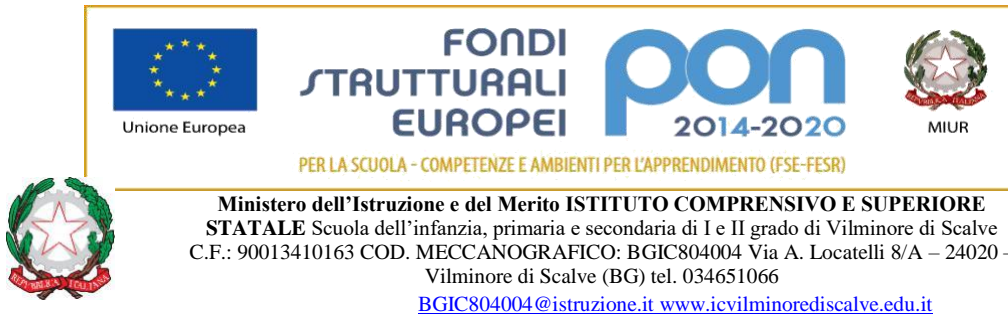 FONDI
STRUTTURALI
EUROPEI
pon
2014-2020
Unione Europea
MIUR
PER LA SCUOLA - COMPETENZE E AMBIENTI PER L'APPRENDIMENTO (FSE-FESR)
REPUBBLICA ITALIANA
Ministero dell'Istruzione e del Merito ISTITUTO COMPRENSIVO E SUPERIORE
STATALE Scuola dell'infanzia, primaria e secondaria di I e II grado di Vilminore di Scalve
C.F.: 90013410163 COD. MECCANOGRAFICO: BGIC804004 Via A. Locatelli 8/A – 24020 –
Vilminore di Scalve (BG) tel. 034651066
BGIC804004@istruzione.it www.icvilminorediscalve.edu.it